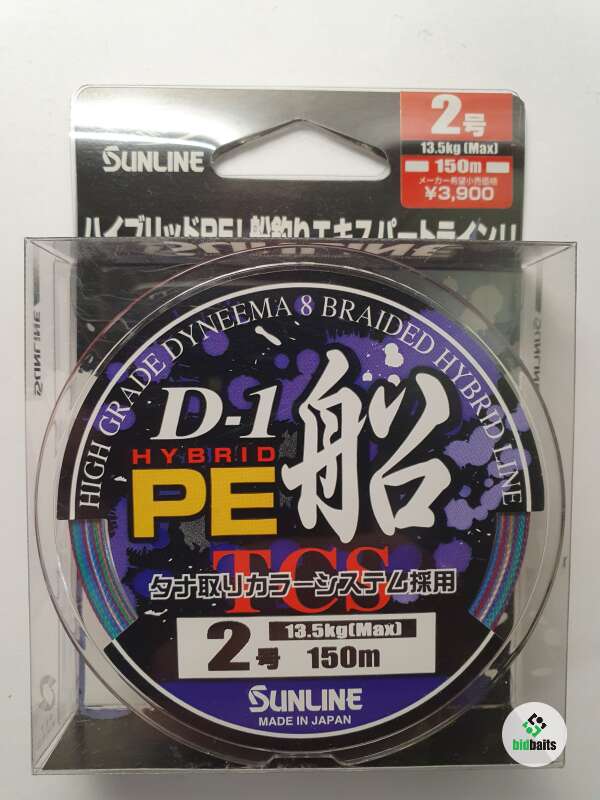 SUNLINE
2号
13.5kg (Max)
150m
メーカー希望小売価格
¥3,900
ハイブリッドPE! 船釣りエキスパートライン!!
SUNLINE
SUNLINE
SUNLINE
HIGH GRADE DYNEEMA 8 BRAIDED HYBRID LINE
D-1
HYBRID
PE
船
TCS
タナ取りカラーシステム採用
2号
13.5kg(Max)
150m
SUNLINE
MADE IN JAPAN
bidbaits